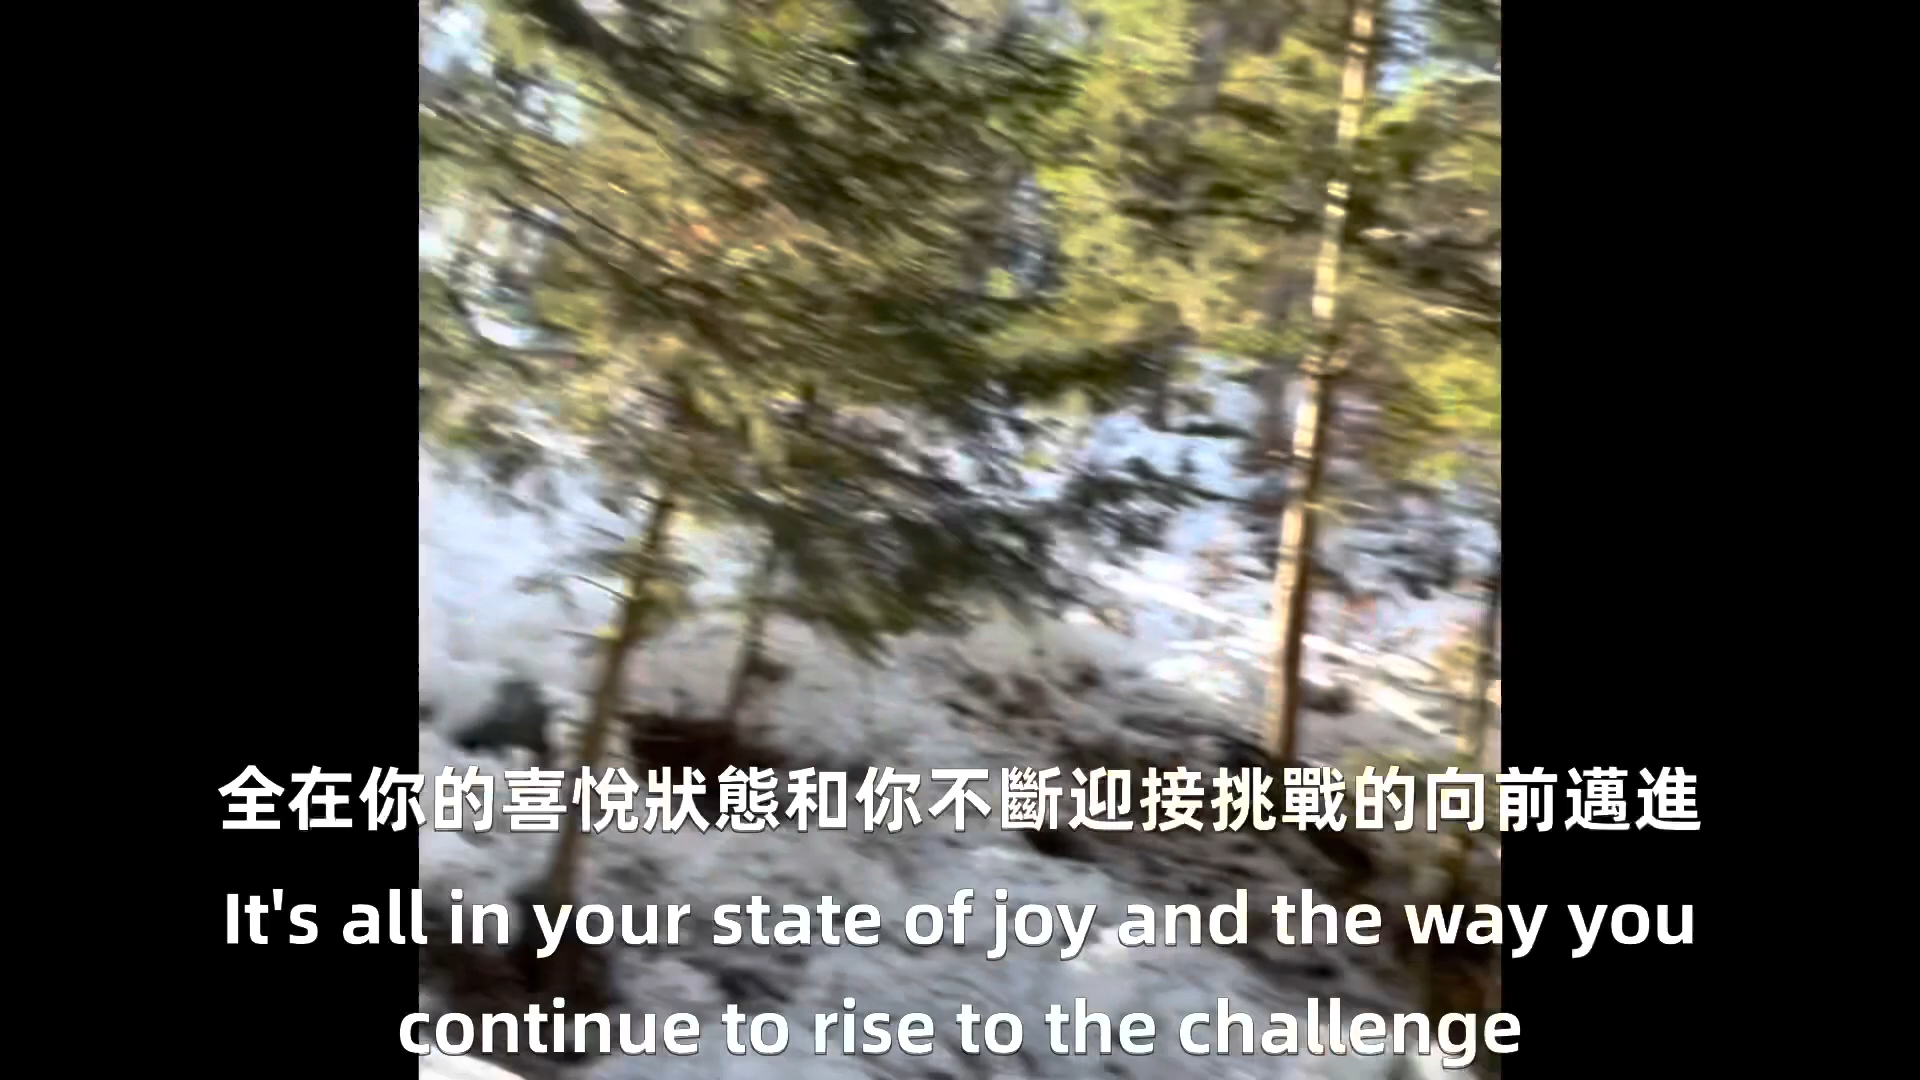 全在你的喜悅狀態和你不斷迎接挑戰的向前邁進
It's all in your state of joy and the way you
continue to rise to the challenge